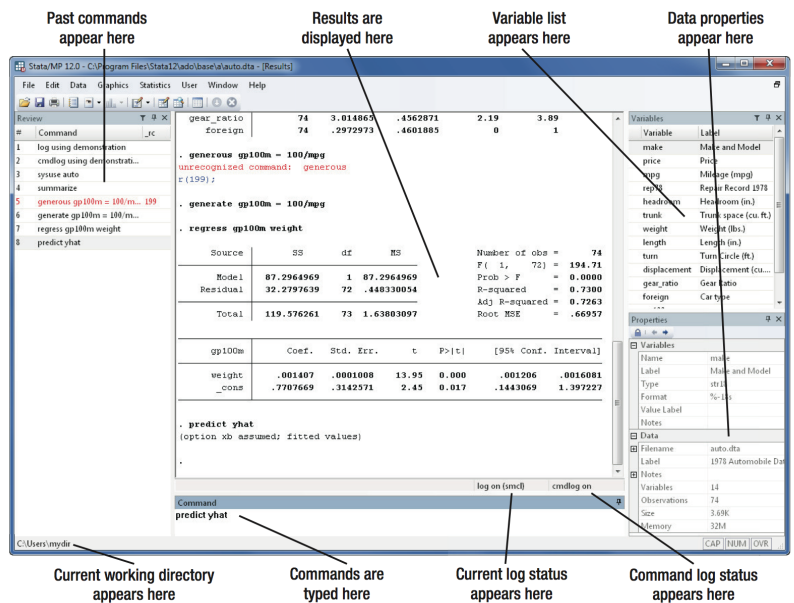 Past commands
appear here
Results are
displayed here
Variable list
appears here
Data properties
appear here
Stata/MP 12.0 - C:\Program Files\Stata12\ado\base\a\auto.dta - [Results]
File Edit Data Graphics Statistics User Window Help
Review
# Command _rc
1 log using demonstration
2 cmdlog using demonstrati...
3 sysuse auto
4 summarize
5 generous gp100m = 100/m... 199
6 generate gp100m = 100/m...
7 regress gp100m weight
8 predict yhat
gear_ratio 74 3.014865 .4562871 2.19 3.89
foreign 74 .2972973 .4601885 0 1
. generous gp100m = 100/mpg
unrecognized command: generous
r(199);
. generate gp100m = 100/mpg
. regress gp100m weight
Source SS df MS Number of obs = 74
F( 1, 72) = 194.71
Model 87.2964969 1 87.2964969 Prob > F = 0.0000
Residual 32.2797639 72 .448330054 R-squared = 0.7300
Adj R-squared = 0.7263
Total 119.576261 73 1.63803097 Root MSE = .66957
gp100m Coef. Std. Err. t P>|t| [95% Conf. Interval]
weight .001407 .0001008 13.95 0.000 .001206 .0016081
_cons .7707669 .3142571 2.45 0.017 .1443069 1.397227
. predict yhat
(option xb assumed; fitted values)
.
log on (smcl) cmdlog on
Command
predict yhat
Variables
Variable Label
make Make and Model
price Price
mpg Mileage (mpg)
rep78 Repair Record 1978
headroom Headroom (in.)
trunk Trunk space (cu. ft.)
weight Weight (lbs.)
length Length (in.)
turn Turn Circle (ft.)
displacement Displacement (cu....
gear_ratio Gear Ratio
foreign Car type
Properties
Variables
Name make
Label Make and Model
Type
Format
Value Label
Notes
Data
Filename auto.dta
Label 1978 Automobile Dat
Notes
Variables 14
Observations 74
Size 3.69K
Memory 32M
C:\Users\mydir
CAP NUM OVR
Current working directory
appears here
Commands are
typed here
Current log status
appears here
Command log status
appears here